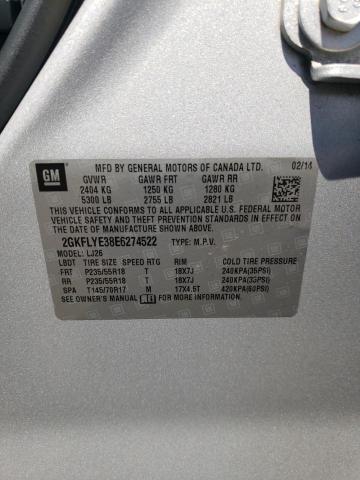 GM
MFD BY GENERAL MOTORS OF CANADA LTD. 02/14
GVWR GAWR FRT GAWR RR
2404 KG 1250 KG 1280 KG
5300 LB 2755 LB 2821 LB
THIS VEHICLE CONFORMS TO ALL APPLICABLE U.S. FEDERAL MOTOR
VEHICLE SAFETY AND THEFT PREVENTION STANDARDS IN EFFECT ON
THE DATE OF MANUFACTURE SHOWN ABOVE.
2GKFLYE38E6274522 TYPE: M.P.V.
MODEL: LJ26
LBDT TIRE SIZE SPEED RTG RIM COLD TIRE PRESSURE
FRT P235/55R18 T 18X7J 240KPA(35PSI)
RR P235/55R18 T 18X7J 240KPA(35PSI)
SPA T145/70R17 M 17X4.5T 420KPA(60PSI)
SEE OWNER'S MANUAL FOR ADDITIONAL INFORMATION